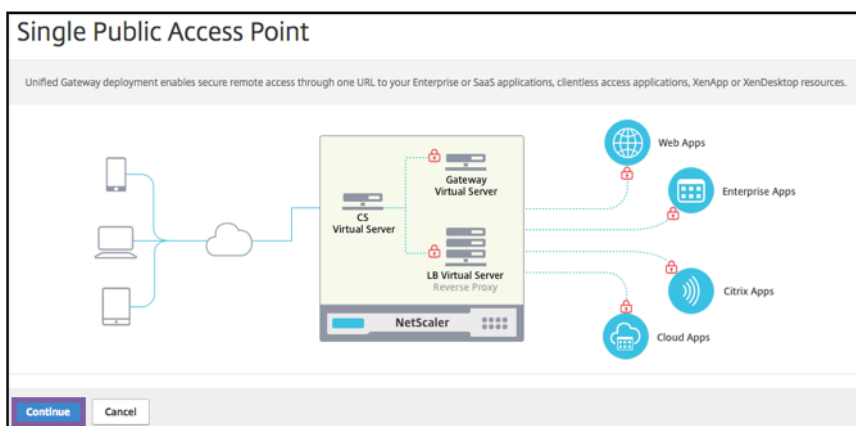 Single Public Access Point
Unified Gateway deployment enables secure remote access through one URL to your Enterprise or SaaS applications, clientless access applications, XenApp or XenDesktop resources.
Web Apps
Gateway
Virtual Server
Enterprise Apps
CS
Virtual Server
LB Virtual Server
Reverse Proxy
Citrix Apps
NetScaler
Cloud Apps
Continue
Cancel